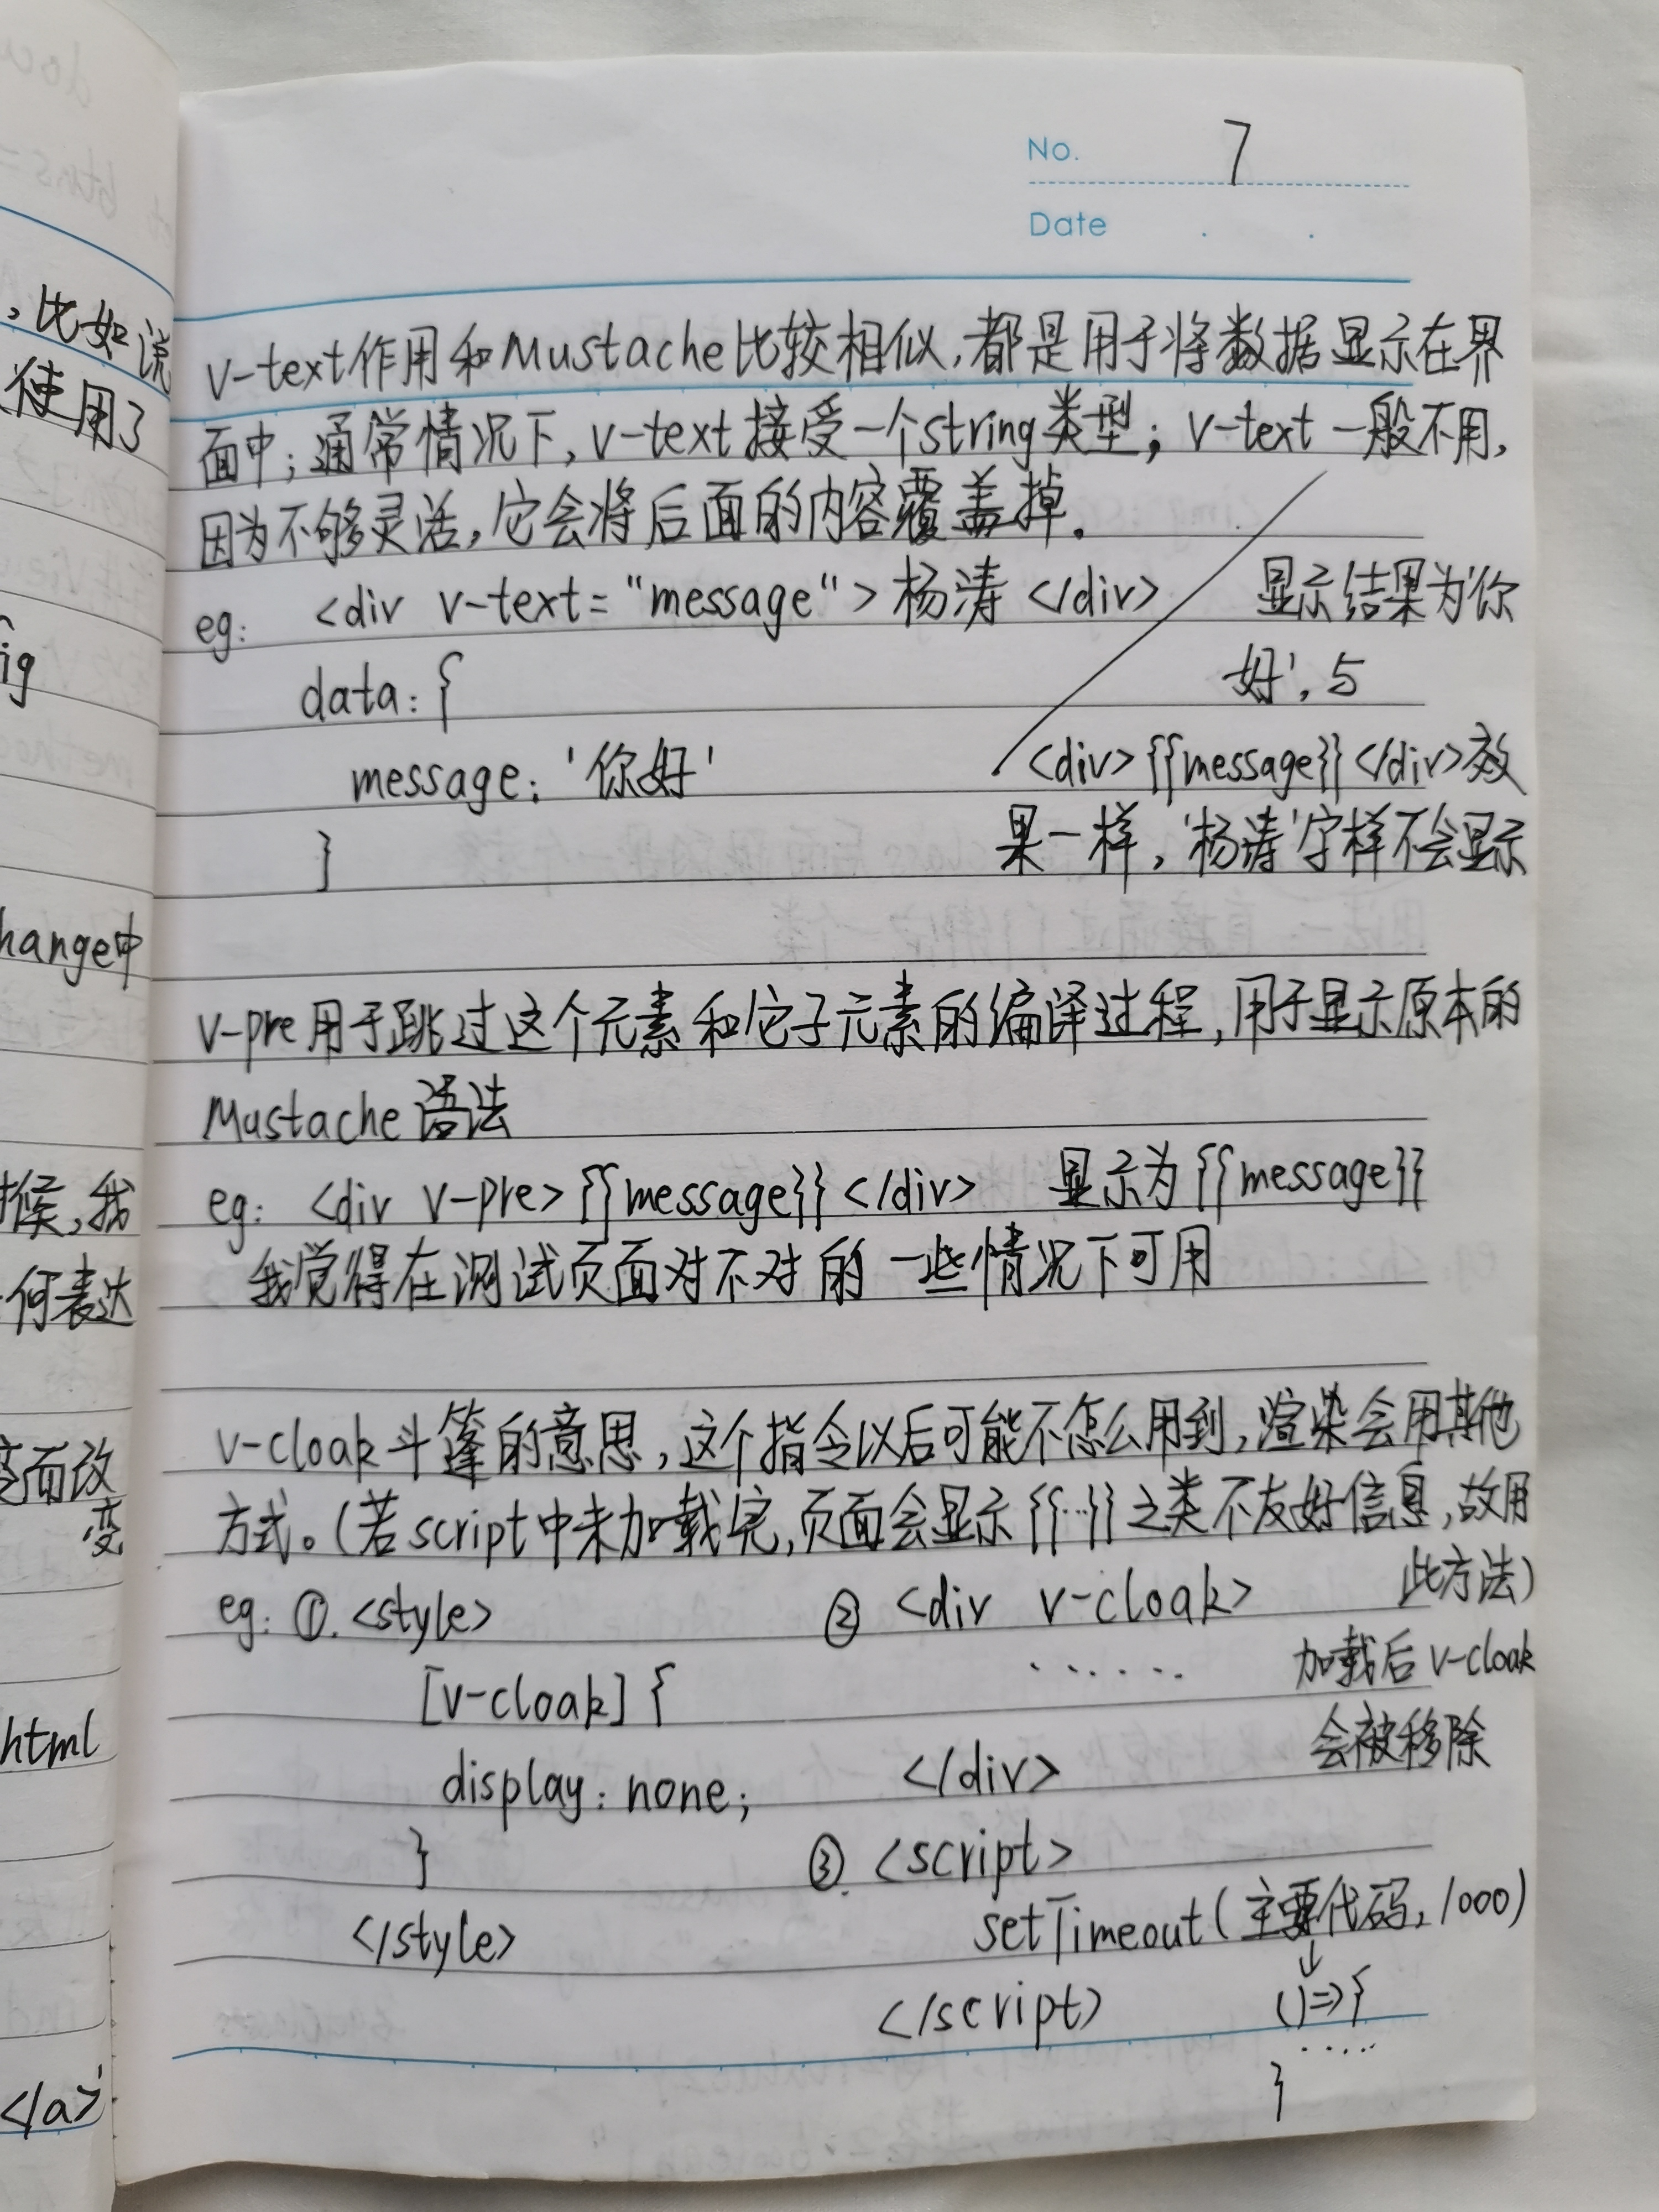 No. 7
Date . .
v-text作用和Mustache比较相似,都是用于将数据显示在界
面中;通常情况下,v-text接受一个string类型;v-text一般不用,
因为不够灵活,它会将后面的内容覆盖掉.
eg: <div v-text="message">杨涛</div> 显示结果为'你
好',与
data:{
message:'你好'
<div>{{message}}</div>效
}
果一样,'杨涛'字样不会显示
v-pre用于跳过这个元素和它子元素的编译过程,用于显示原本的
Mustache语法
eg: <div v-pre>{{message}}</div> 显示为{{message}}
我觉得在测试页面对不对的一些情况下可用
v-cloak斗篷的意思,这个指令以后可能不怎么用到,渲染会用其他
方式。(若script中未加载完,页面会显示{{…}}之类不友好信息,故用
此方法)
eg: ①.<style>
[v-cloak]{
display:none;
}
</style>
② <div v-cloak>
......
</div>
加载后v-cloak
会被移除
③.<script>
setTimeout(主要代码,1000)
↓
()=>{
.....
}
</script>
,比如说
使用了
ig
hange中
时候,我
何表达
变而改
变
html
</a>